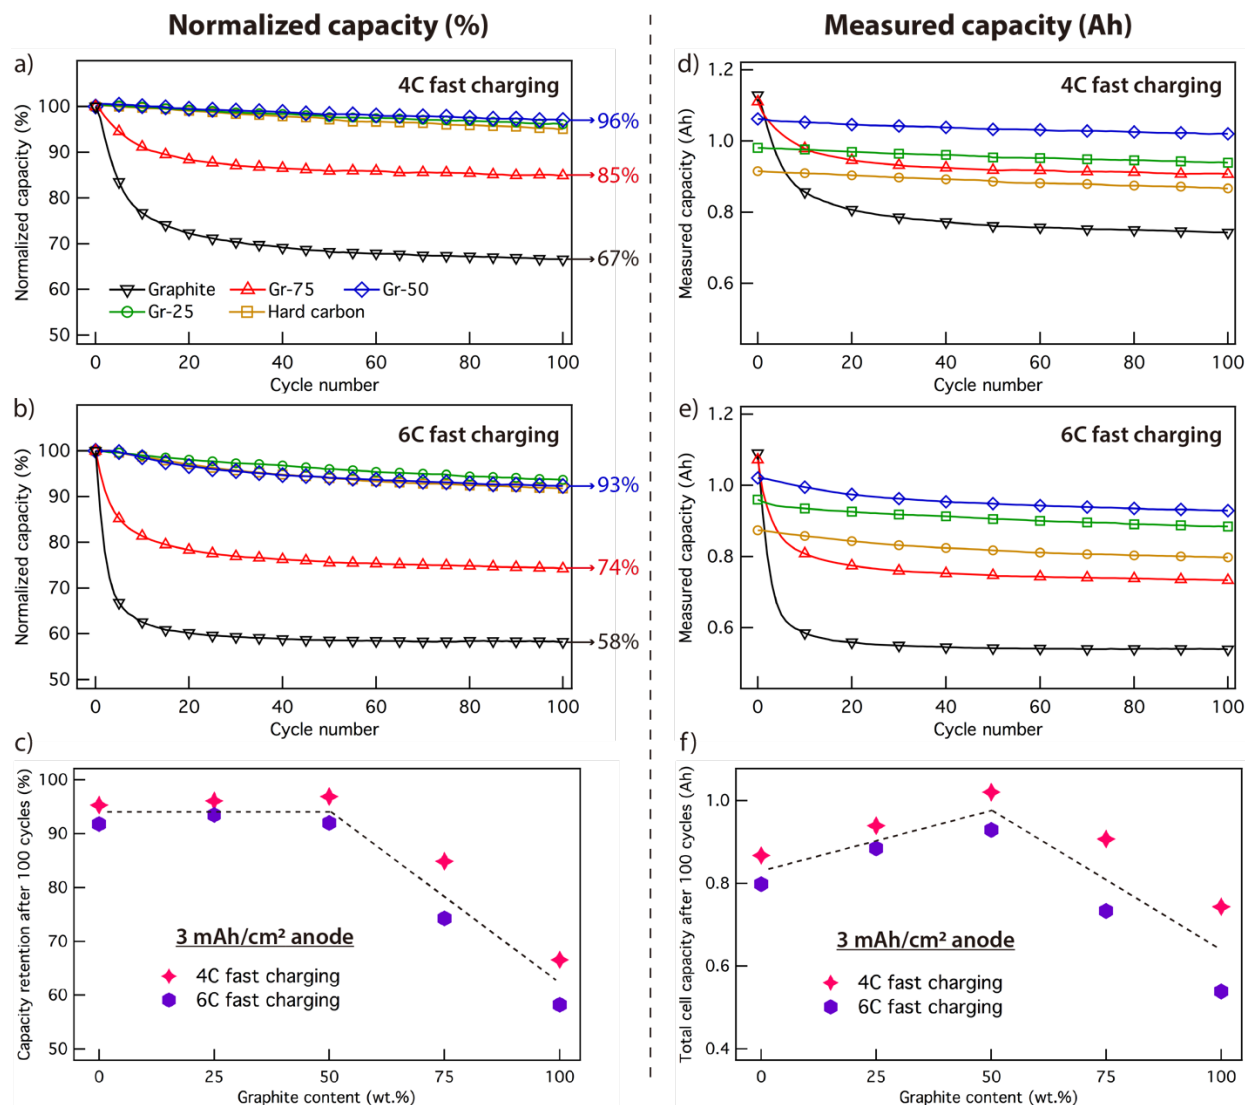 Normalized capacity (%)
Measured capacity (Ah)
a)
4C fast charging
Normalized capacity (%)
100
90
80
70
60
50
96%
85%
67%
Graphite
Gr-75
Gr-50
Gr-25
Hard carbon
0
20
40
60
80
100
Cycle number
d)
4C fast charging
Measured capacity (Ah)
1.2
1.0
0.8
0.6
0
20
40
60
80
100
Cycle number
b)
6C fast charging
Normalized capacity (%)
100
90
80
70
60
50
93%
74%
58%
0
20
40
60
80
100
Cycle number
e)
6C fast charging
Measured capacity (Ah)
1.2
1.0
0.8
0.6
0
20
40
60
80
100
Cycle number
c)
Capacity retention after 100 cycles (%)
100
90
80
70
60
50
3 mAh/cm² anode
4C fast charging
6C fast charging
0
25
50
75
100
Graphite content (wt.%)
f)
Total cell capacity after 100 cycles (Ah)
1.0
0.8
0.6
0.4
3 mAh/cm² anode
4C fast charging
6C fast charging
0
25
50
75
100
Graphite content (wt.%)